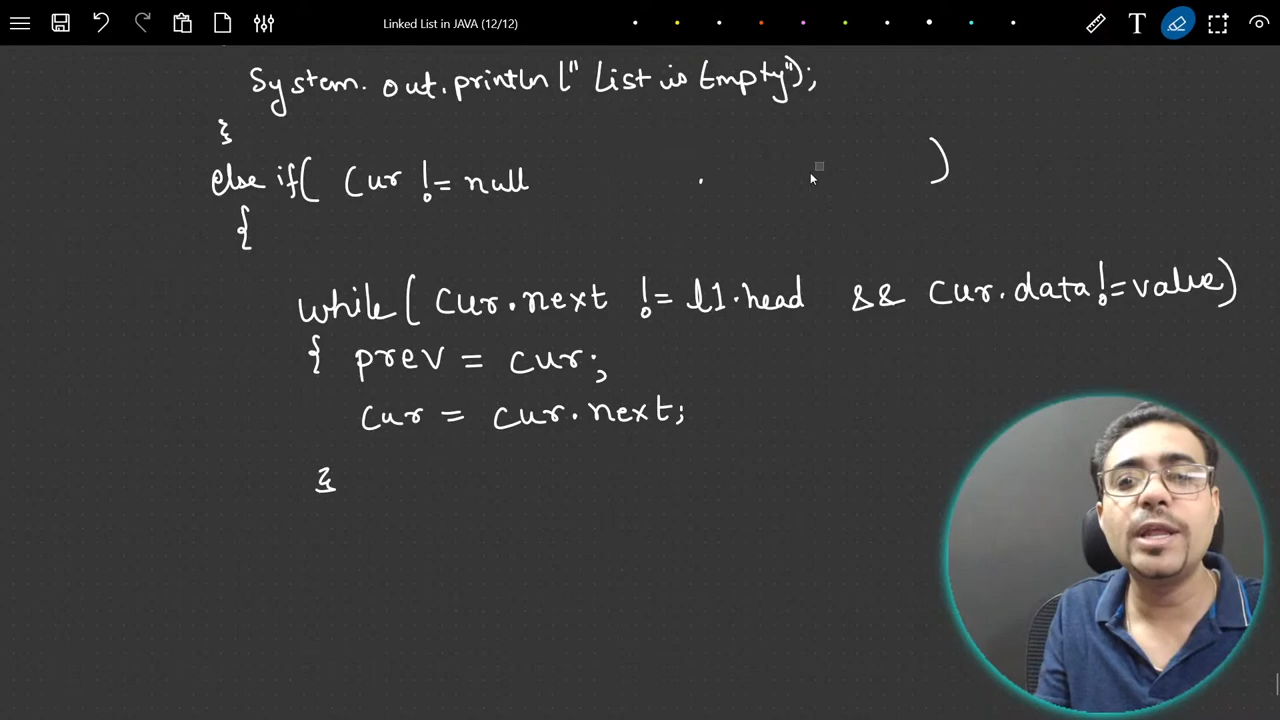 Linked List in JAVA (12/12)
T
System.out.println("List is Empty");
}
else if( Cur != null )
{
while( Cur.next != l1.head && cur.data != value)
{ prev = cur;
cur = cur.next;
}